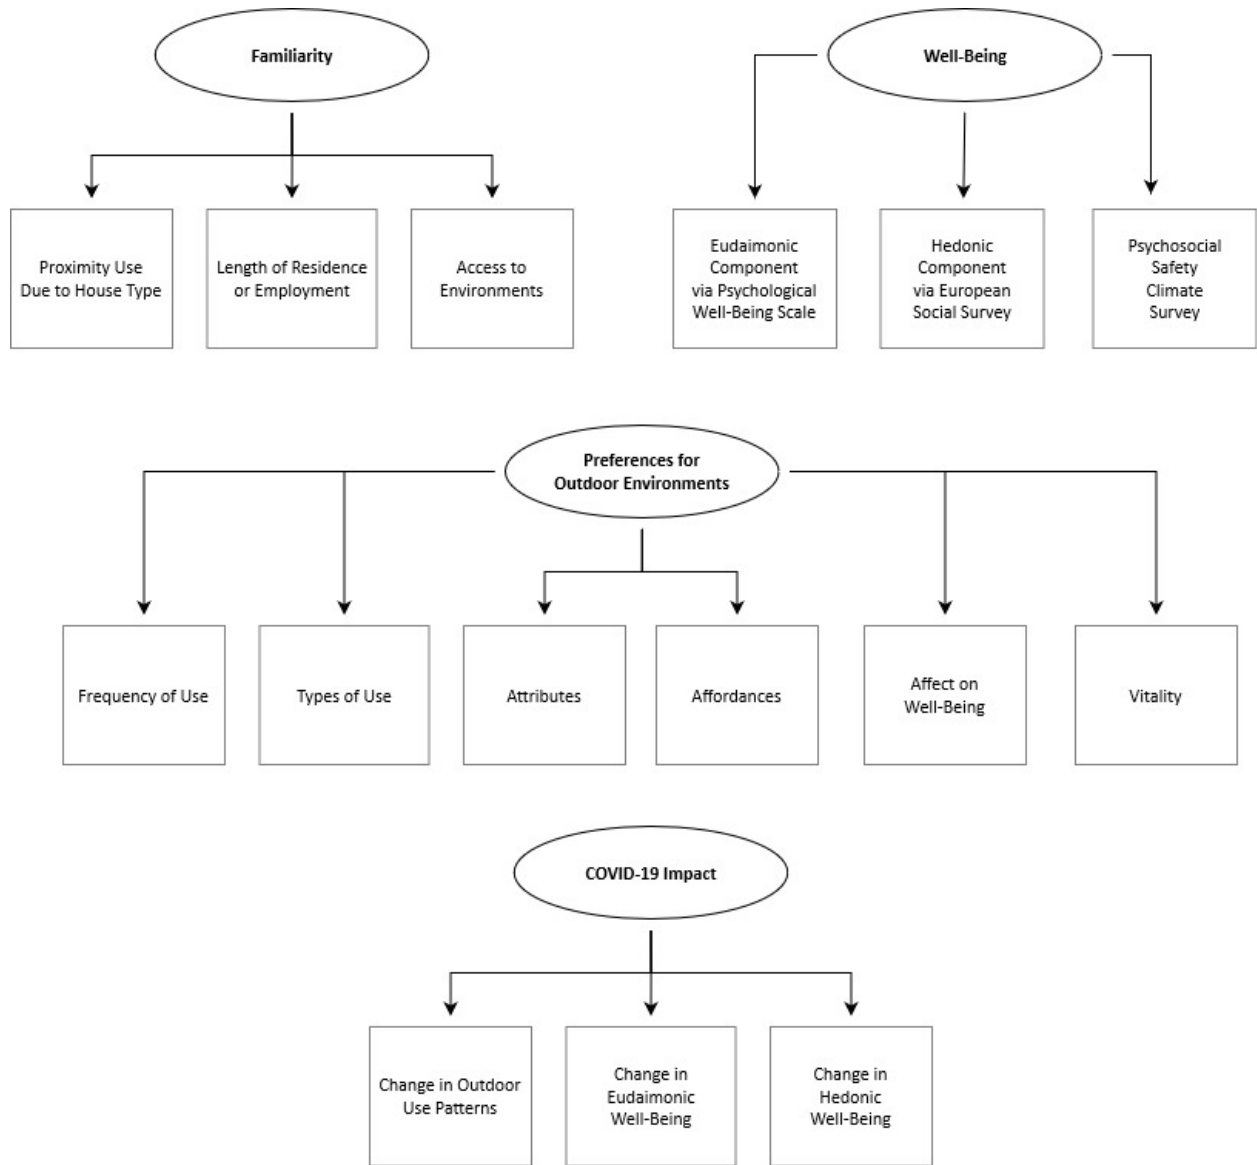 Familiarity
Well-Being
Proximity Use
Due to House Type
Length of Residence
or Employment
Access to
Environments
Eudaimonic
Component
via Psychological
Well-Being Scale
Hedonic
Component
via European
Social Survey
Psychosocial
Safety
Climate
Survey
Preferences for
Outdoor Environments
Frequency of Use
Types of Use
Attributes
Affordances
Affect on
Well-Being
Vitality
COVID-19 Impact
Change in Outdoor
Use Patterns
Change in
Eudaimonic
Well-Being
Change in
Hedonic
Well-Being